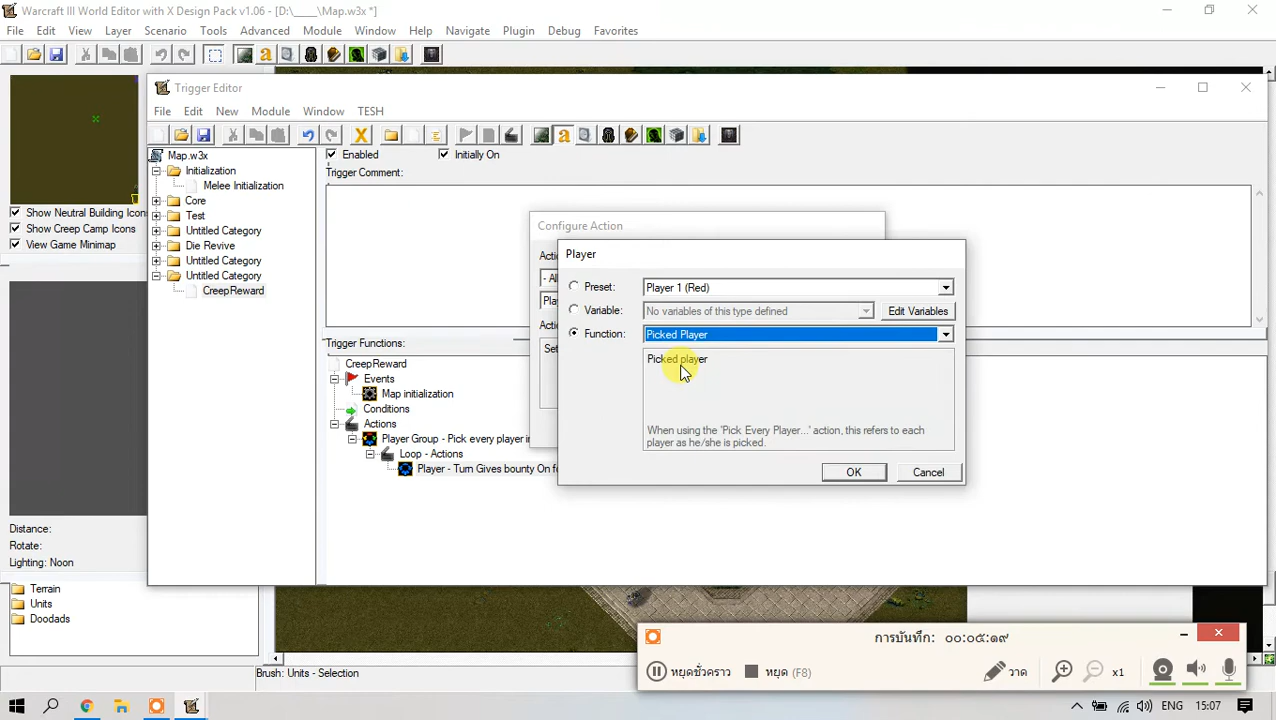 Warcraft III World Editor with X Design Pack v1.06 - [D:\____\Map.w3x *]
File Edit View Layer Scenario Tools Advanced Module Window Help Navigate Plugin Debug Favorites
Trigger Editor
File Edit New Module Window TESH
Map.w3x
Initialization
Melee Initialization
Core
Test
Untitled Category
Die Revive
Untitled Category
Untitled Category
CreepReward
Show Neutral Building Icons
Show Creep Camp Icons
View Game Minimap
Distance:
Rotate:
Lighting: Noon
Terrain
Units
Doodads
Enabled
Initially On
Trigger Comment:
Trigger Functions:
CreepReward
Events
Map initialization
Conditions
Actions
Player Group - Pick every player in
Loop - Actions
Player - Turn Gives bounty On fo
Configure Action
Player
Preset: Player 1 (Red)
Variable: No variables of this type defined Edit Variables
Function: Picked Player
Picked player
When using the 'Pick Every Player...' action, this refers to each
player as he/she is picked.
OK Cancel
Brush: Units - Selection
การบันทึก: ๐๐:๐๕:๑๙
หยุดชั่วคราว หยุด (F8) วาด x1
ENG 15:07